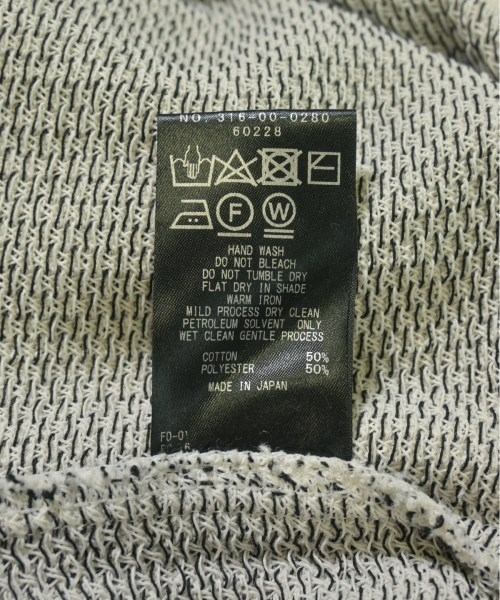 NO. 316-00-0280
60228
F W
HAND WASH
DO NOT BLEACH
DO NOT TUMBLE DRY
FLAT DRY IN SHADE
WARM IRON
MILD PROCESS DRY CLEAN
PETROLEUM SOLVENT ONLY
WET CLEAN GENTLE PROCESS
COTTON 50%
POLYESTER 50%
MADE IN JAPAN
FD-01